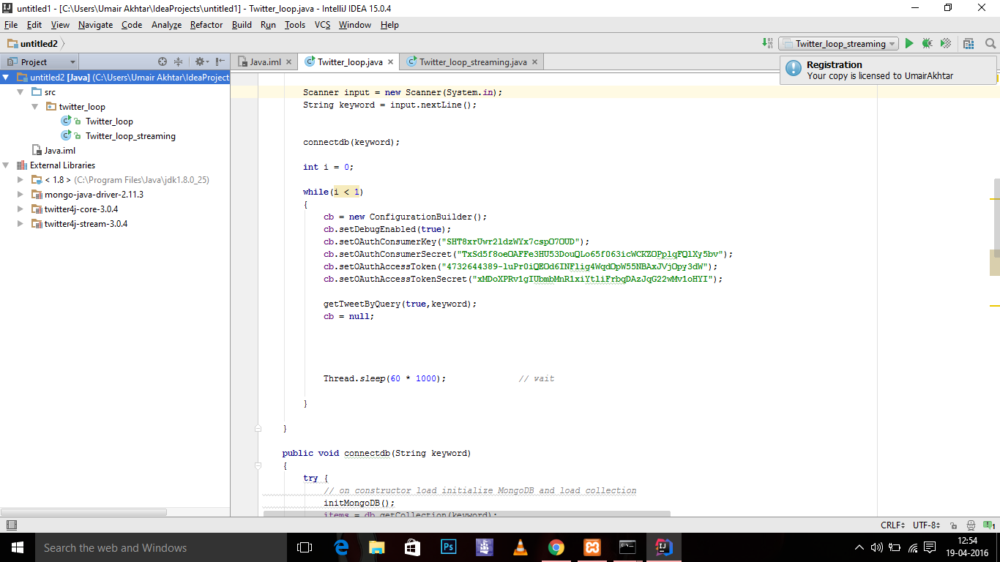 untitled1 - [C:\Users\Umair Akhtar\IdeaProjects\untitled1] - Twitter_loop.java - IntelliJ IDEA 15.0.4
File Edit View Navigate Code Analyze Refactor Build Run Tools VCS Window Help
untitled2
Twitter_loop_streaming
Project
Java.iml
Twitter_loop.java
Twitter_loop_streaming.java
Registration
Your copy is licensed to UmairAkhtar
untitled2 [Java] (C:\Users\Umair Akhtar\IdeaProject
src
twitter_loop
Twitter_loop
Twitter_loop_streaming
Java.iml
External Libraries
< 1.8 > (C:\Program Files\Java\jdk1.8.0_25)
mongo-java-driver-2.11.3
twitter4j-core-3.0.4
twitter4j-stream-3.0.4
Scanner input = new Scanner(System.in);
String keyword = input.nextLine();
connectdb(keyword);
int i = 0;
while(i < 1)
{
cb = new ConfigurationBuilder();
cb.setDebugEnabled(true);
cb.setOAuthConsumerKey("SHT8xrUwr2ldzWYx7cspO7OUD");
cb.setOAuthConsumerSecret("TxSd5f8oeOAFFe3HU53DouQLo65f063icWCKZOPplqFQlXy5bv");
cb.setOAuthAccessToken("4732644389-luPr0iQEOd6INFlig4WqdOpW55NBAxJVjOpy3dW");
cb.setOAuthAccessTokenSecret("xMDoXPRv1gIUbmbMnR1xiYtliFrbqDAzJqG22wMv1oHYI");
getTweetByQuery(true,keyword);
cb = null;
Thread.sleep(60 * 1000); // wait
}
}
public void connectdb(String keyword)
{
try {
// on constructor load initialize MongoDB and load collection
initMongoDB();
items = db.getCollection(keyword);
CRLF UTF-8 1
Search the web and Windows
12:54
19-04-2016